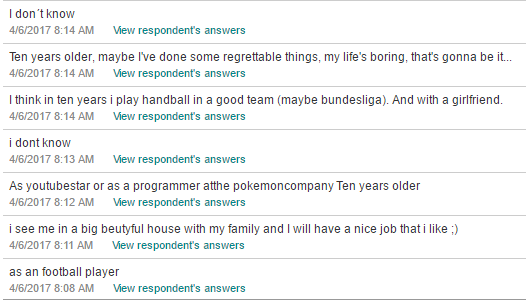 I don´t know
4/6/2017 8:14 AM View respondent's answers
Ten years older, maybe I've done some regrettable things, my life's boring, that's gonna be it...
4/6/2017 8:14 AM View respondent's answers
I think in ten years i play handball in a good team (maybe bundesliga). And with a girlfriend.
4/6/2017 8:14 AM View respondent's answers
i dont know
4/6/2017 8:13 AM View respondent's answers
As youtubestar or as a programmer atthe pokemoncompany Ten years older
4/6/2017 8:12 AM View respondent's answers
i see me in a big beutyful house with my family and I will have a nice job that i like ;)
4/6/2017 8:11 AM View respondent's answers
as an football player
4/6/2017 8:08 AM View respondent's answers